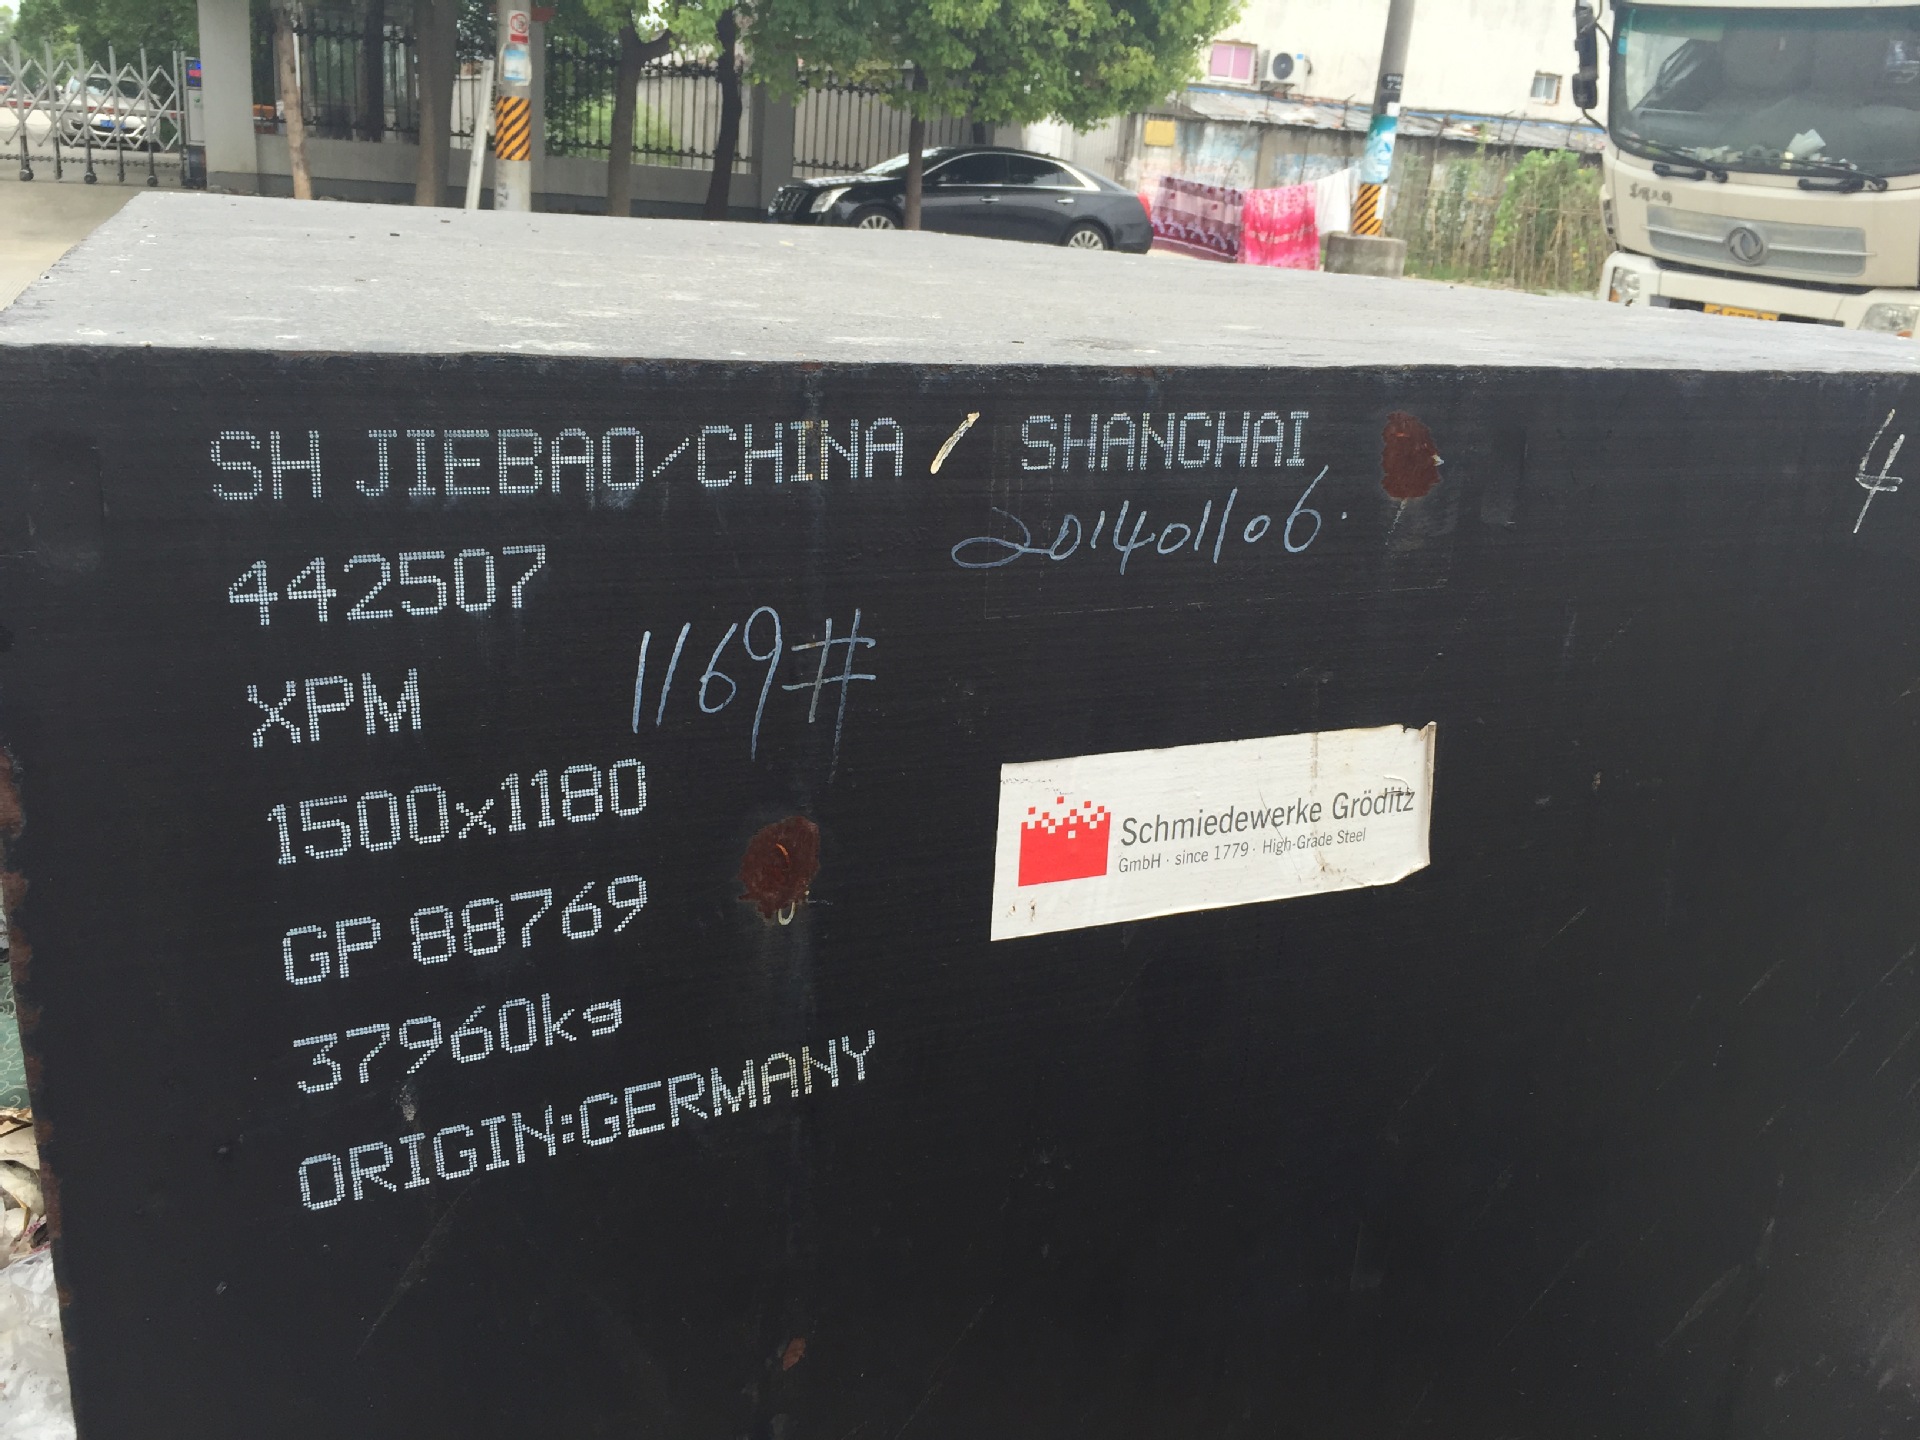 SH JIEBAO/CHINA / SHANGHAI
201401106.
4
442507
XPM
1169#
1500x1180
GP 88769
37960kg
ORIGIN:GERMANY
Schmiedewerke Gröditz
GmbH · since 1779 · High-Grade Steel